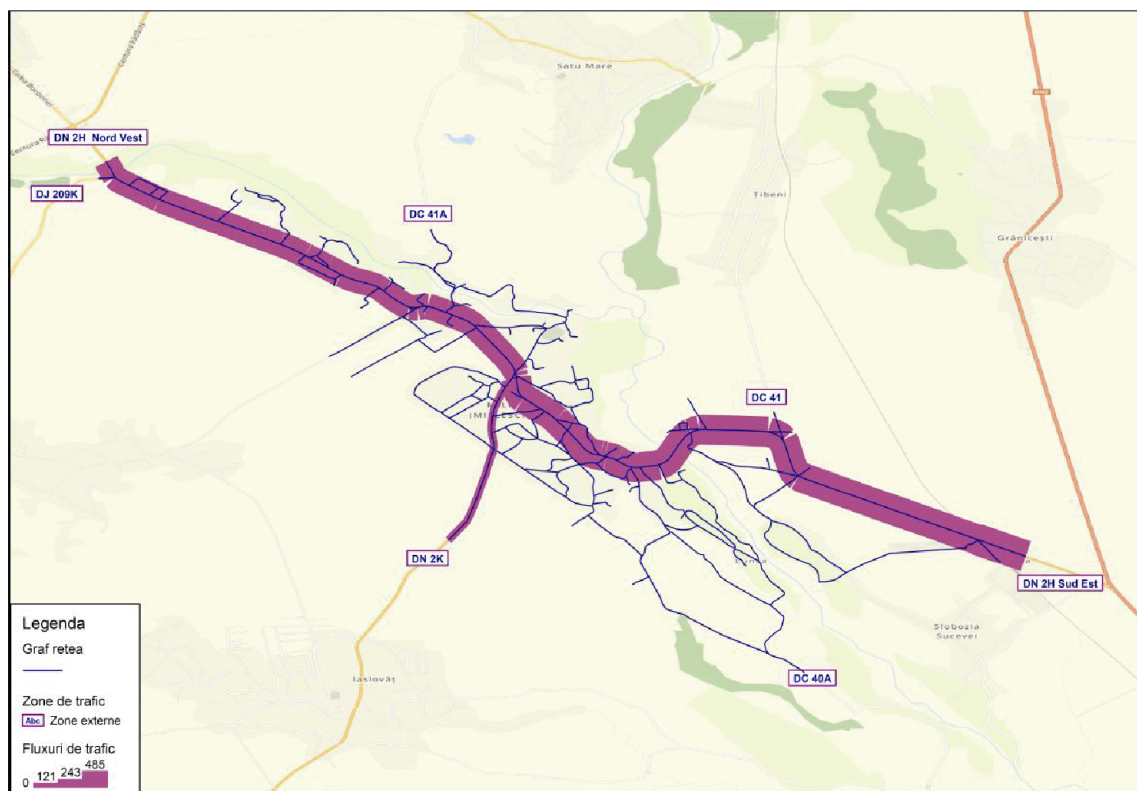 Satu Mare
DN 2H Nord Vest
DJ 209K
Țibeni
DC 41A
Grănicești
DC 41
DN 2K
DN 2H Sud Est
Slobozia
Sucevei
DC 40A
Iaslovăț
Legenda
Graf retea
Zone de trafic
Abc Zone externe
Fluxuri de trafic
0 121 243 485